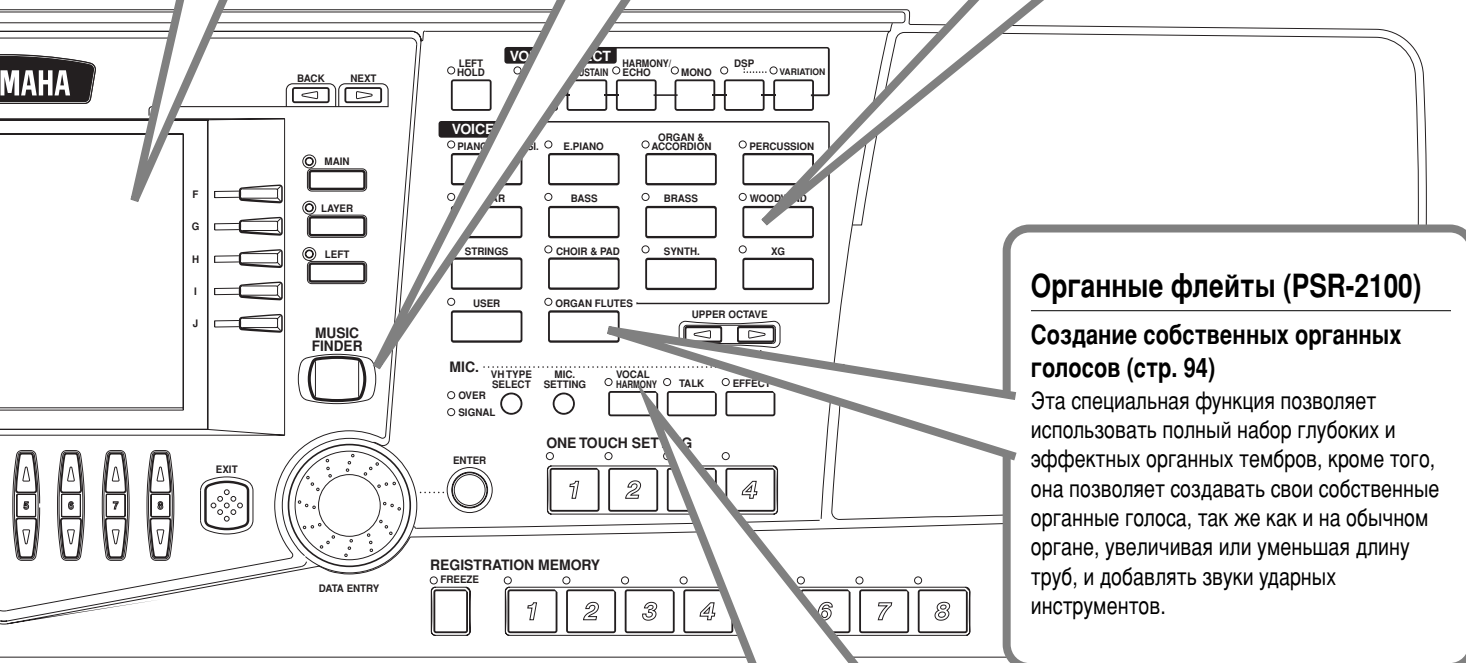 MAHA
BACK NEXT
LEFT HOLD
HARMONY/ ECHO
MONO
DSP
VARIATION
VOICE
E.PIANO
ORGAN & ACCORDION
PERCUSSION
BASS
BRASS
STRINGS
CHOIR & PAD
SYNTH.
XG
USER
ORGAN FLUTES
UPPER OCTAVE
MAIN
LAYER
LEFT
F
G
H
I
J
MUSIC
FINDER
MIC.
VH TYPE SELECT
MIC. SETTING
VOCAL HARMONY
TALK
EFFECT
OVER
SIGNAL
ONE TOUCH SETTING
1 2 4
ENTER
EXIT
5 6 7 8
DATA ENTRY
REGISTRATION MEMORY
FREEZE
1 2 3 4 6 7 8
Органные флейты (PSR-2100)
Создание собственных органных
голосов (стр. 94)
Эта специальная функция позволяет
использовать полный набор глубоких и
эффектных органных тембров, кроме того,
она позволяет создавать свои собственные
органные голоса, так же как и на обычном
органе, увеличивая или уменьшая длину
труб, и добавлять звуки ударных
инструментов.